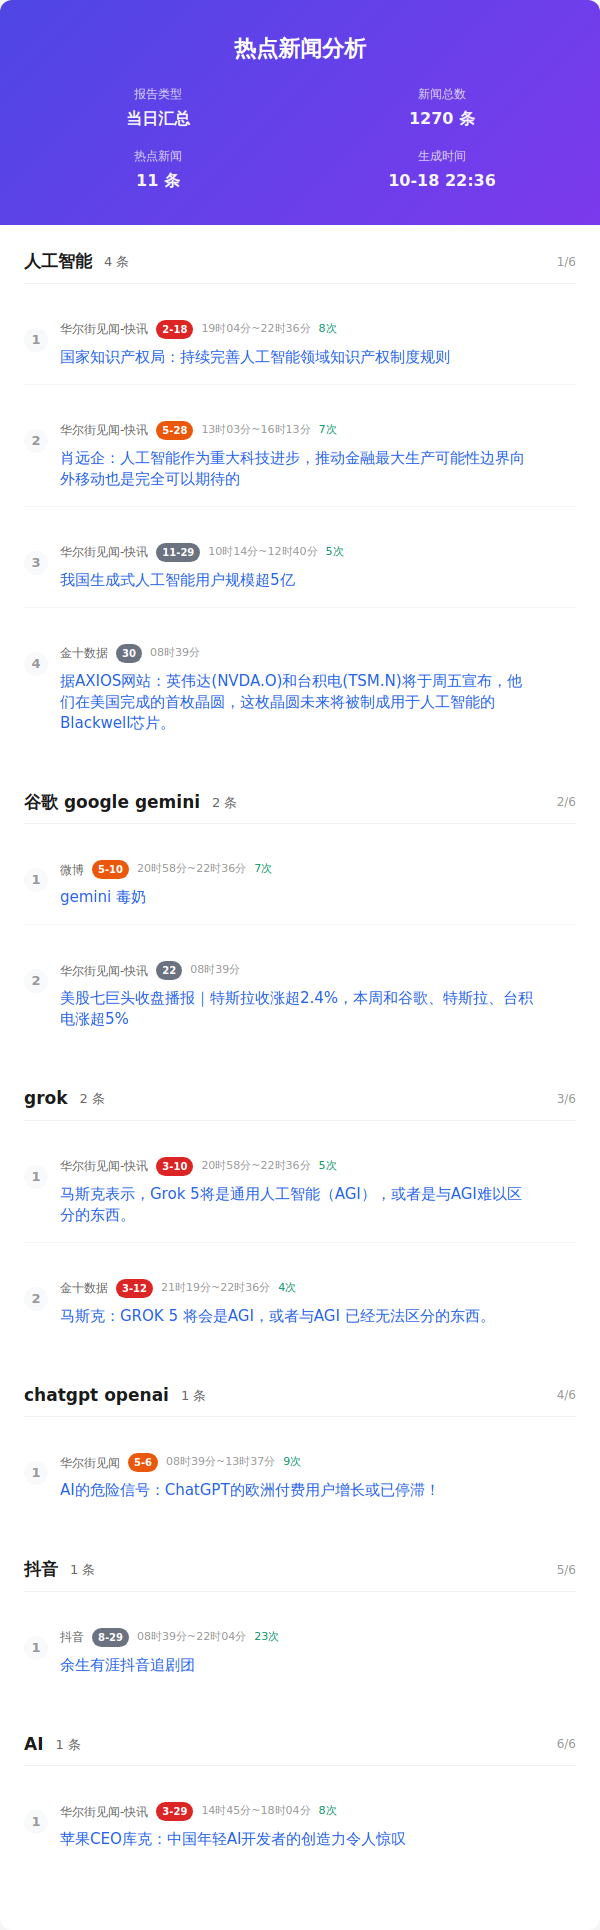 热点新闻分析
报告类型
新闻总数
当日汇总
1270 条
热点新闻
生成时间
11 条
10-18 22:36
人工智能 4 条 1/6
1
华尔街见闻-快讯 2-18 19时04分~22时36分 8次
国家知识产权局：持续完善人工智能领域知识产权制度规则
2
华尔街见闻-快讯 5-28 13时03分~16时13分 7次
肖远企：人工智能作为重大科技进步，推动金融最大生产可能性边界向
外移动也是完全可以期待的
3
华尔街见闻-快讯 11-29 10时14分~12时40分 5次
我国生成式人工智能用户规模超5亿
4
金十数据 30 08时39分
据AXIOS网站：英伟达(NVDA.O)和台积电(TSM.N)将于周五宣布，他
们在美国完成的首枚晶圆，这枚晶圆未来将被制成用于人工智能的
Blackwell芯片。
谷歌 google gemini 2 条 2/6
1
微博 5-10 20时58分~22时36分 7次
gemini 毒奶
2
华尔街见闻-快讯 22 08时39分
美股七巨头收盘播报｜特斯拉收涨超2.4%，本周和谷歌、特斯拉、台积
电涨超5%
grok 2 条 3/6
1
华尔街见闻-快讯 3-10 20时58分~22时36分 5次
马斯克表示，Grok 5将是通用人工智能（AGI），或者是与AGI难以区
分的东西。
2
金十数据 3-12 21时19分~22时36分 4次
马斯克：GROK 5 将会是AGI，或者与AGI 已经无法区分的东西。
chatgpt openai 1 条 4/6
1
华尔街见闻 5-6 08时39分~13时37分 9次
AI的危险信号：ChatGPT的欧洲付费用户增长或已停滞！
抖音 1 条 5/6
1
抖音 8-29 08时39分~22时04分 23次
余生有涯抖音追剧团
AI 1 条 6/6
1
华尔街见闻-快讯 3-29 14时45分~18时04分 8次
苹果CEO库克：中国年轻AI开发者的创造力令人惊叹